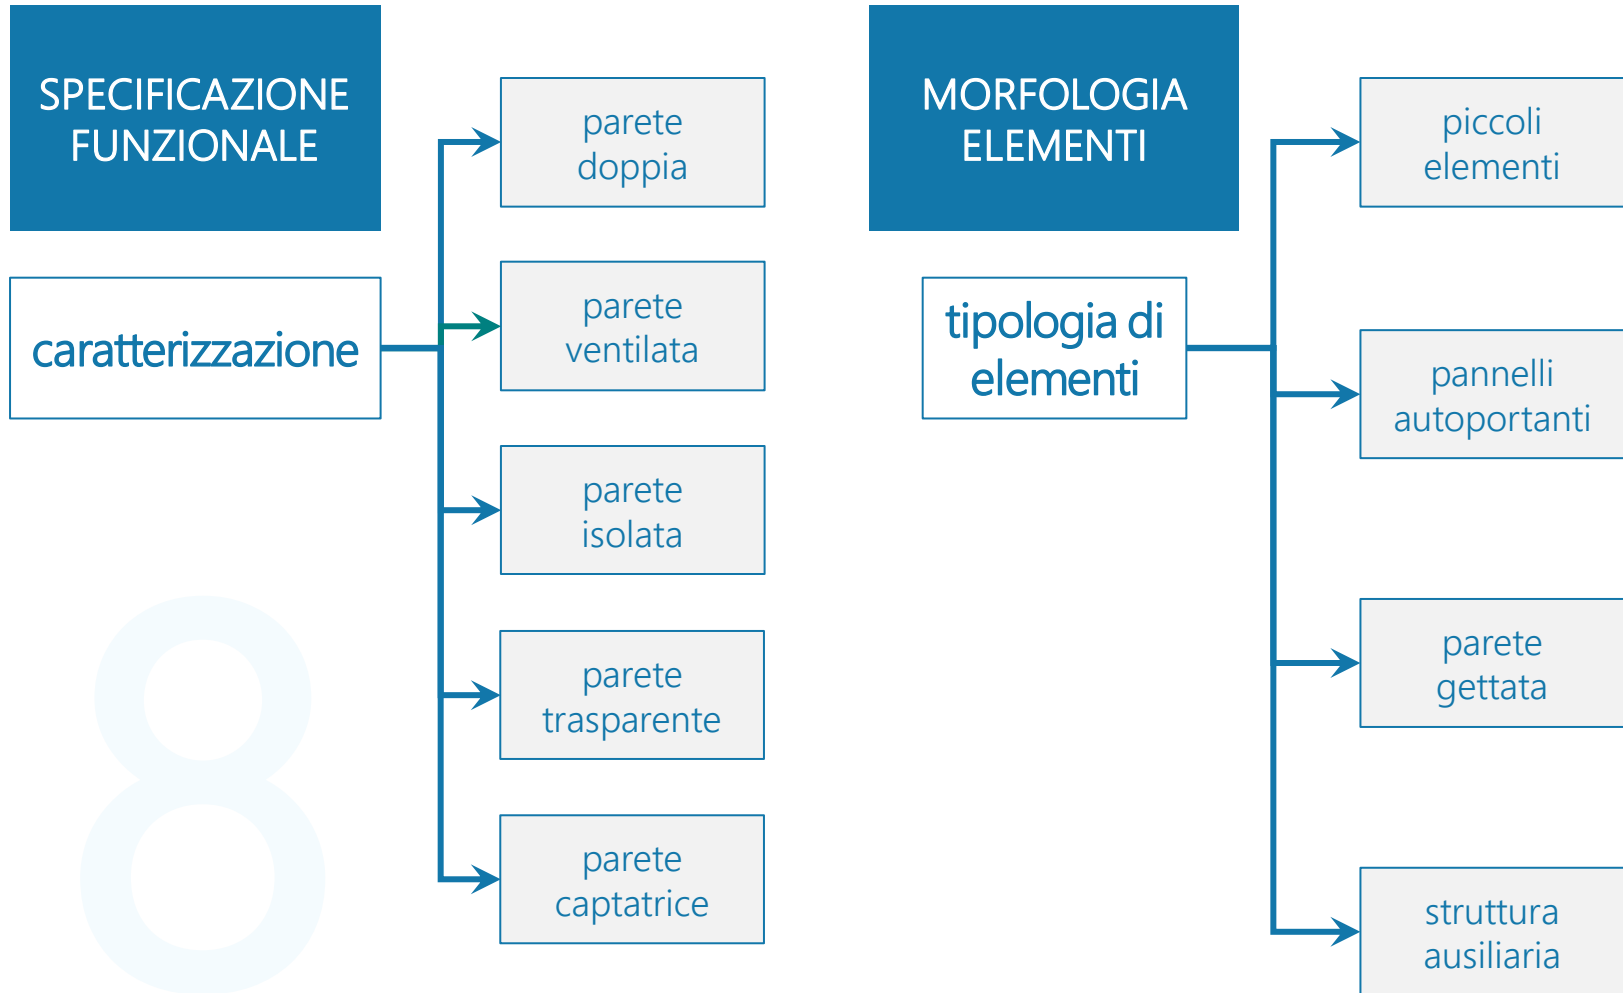 SPECIFICAZIONE
FUNZIONALE
caratterizzazione
parete
doppia
parete
ventilata
parete
isolata
parete
trasparente
parete
captatrice
8
MORFOLOGIA
ELEMENTI
tipologia di
elementi
piccoli
elementi
pannelli
autoportanti
parete
gettata
struttura
ausiliaria